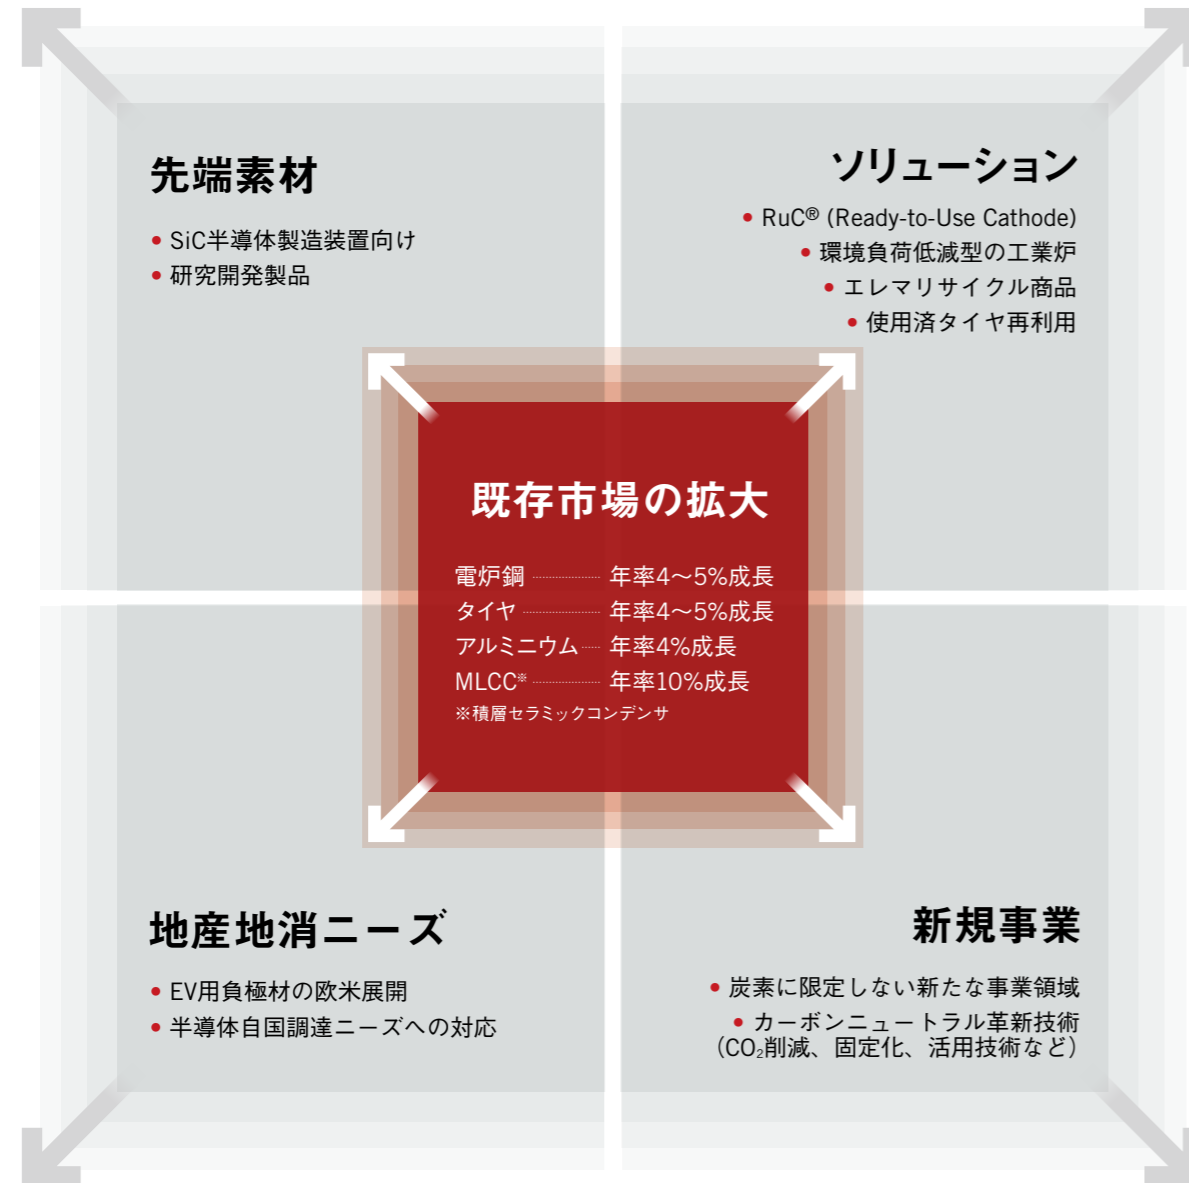 先端素材
● SiC半導体製造装置向け
● 研究開発製品
ソリューション
● RuC® (Ready-to-Use Cathode)
● 環境負荷低減型の工業炉
● エレマリサイクル商品
● 使用済タイヤ再利用
既存市場の拡大
電炉鋼 年率4〜5%成長
タイヤ 年率4〜5%成長
アルミニウム 年率4%成長
MLCC※ 年率10%成長
※積層セラミックコンデンサ
地産地消ニーズ
● EV用負極材の欧米展開
● 半導体自国調達ニーズへの対応
新規事業
● 炭素に限定しない新たな事業領域
● カーボンニュートラル革新技術
（CO₂削減、固定化、活用技術など）